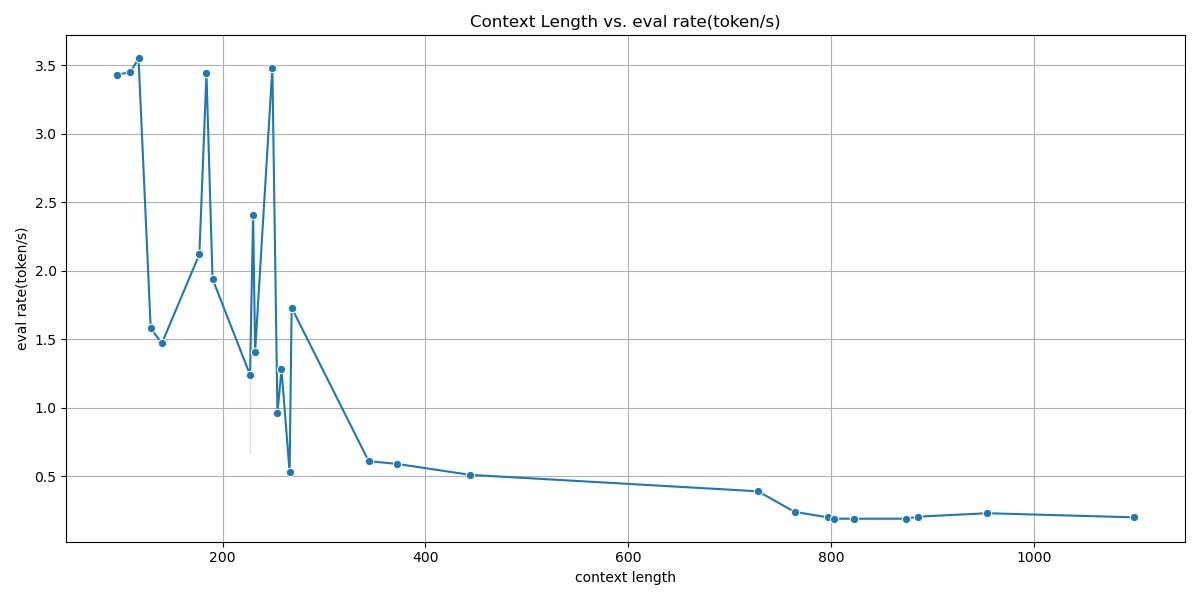 Context Length vs. eval rate(token/s)
3.5
3.0
2.5
2.0
1.5
1.0
0.5
eval rate(token/s)
200 400 600 800 1000
context length